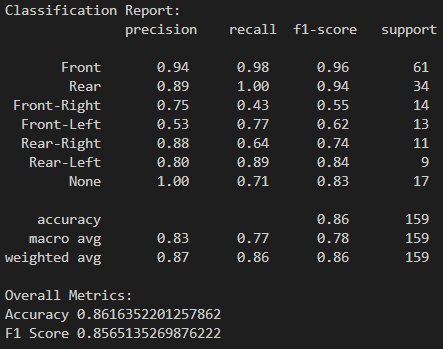 Classification Report:
precision recall f1-score support
Front 0.94 0.98 0.96 61
Rear 0.89 1.00 0.94 34
Front-Right 0.75 0.43 0.55 14
Front-Left 0.53 0.77 0.62 13
Rear-Right 0.88 0.64 0.74 11
Rear-Left 0.80 0.89 0.84 9
None 1.00 0.71 0.83 17
accuracy 0.86 159
macro avg 0.83 0.77 0.78 159
weighted avg 0.87 0.86 0.86 159
Overall Metrics:
Accuracy 0.8616352201257862
F1 Score 0.8565135269876222